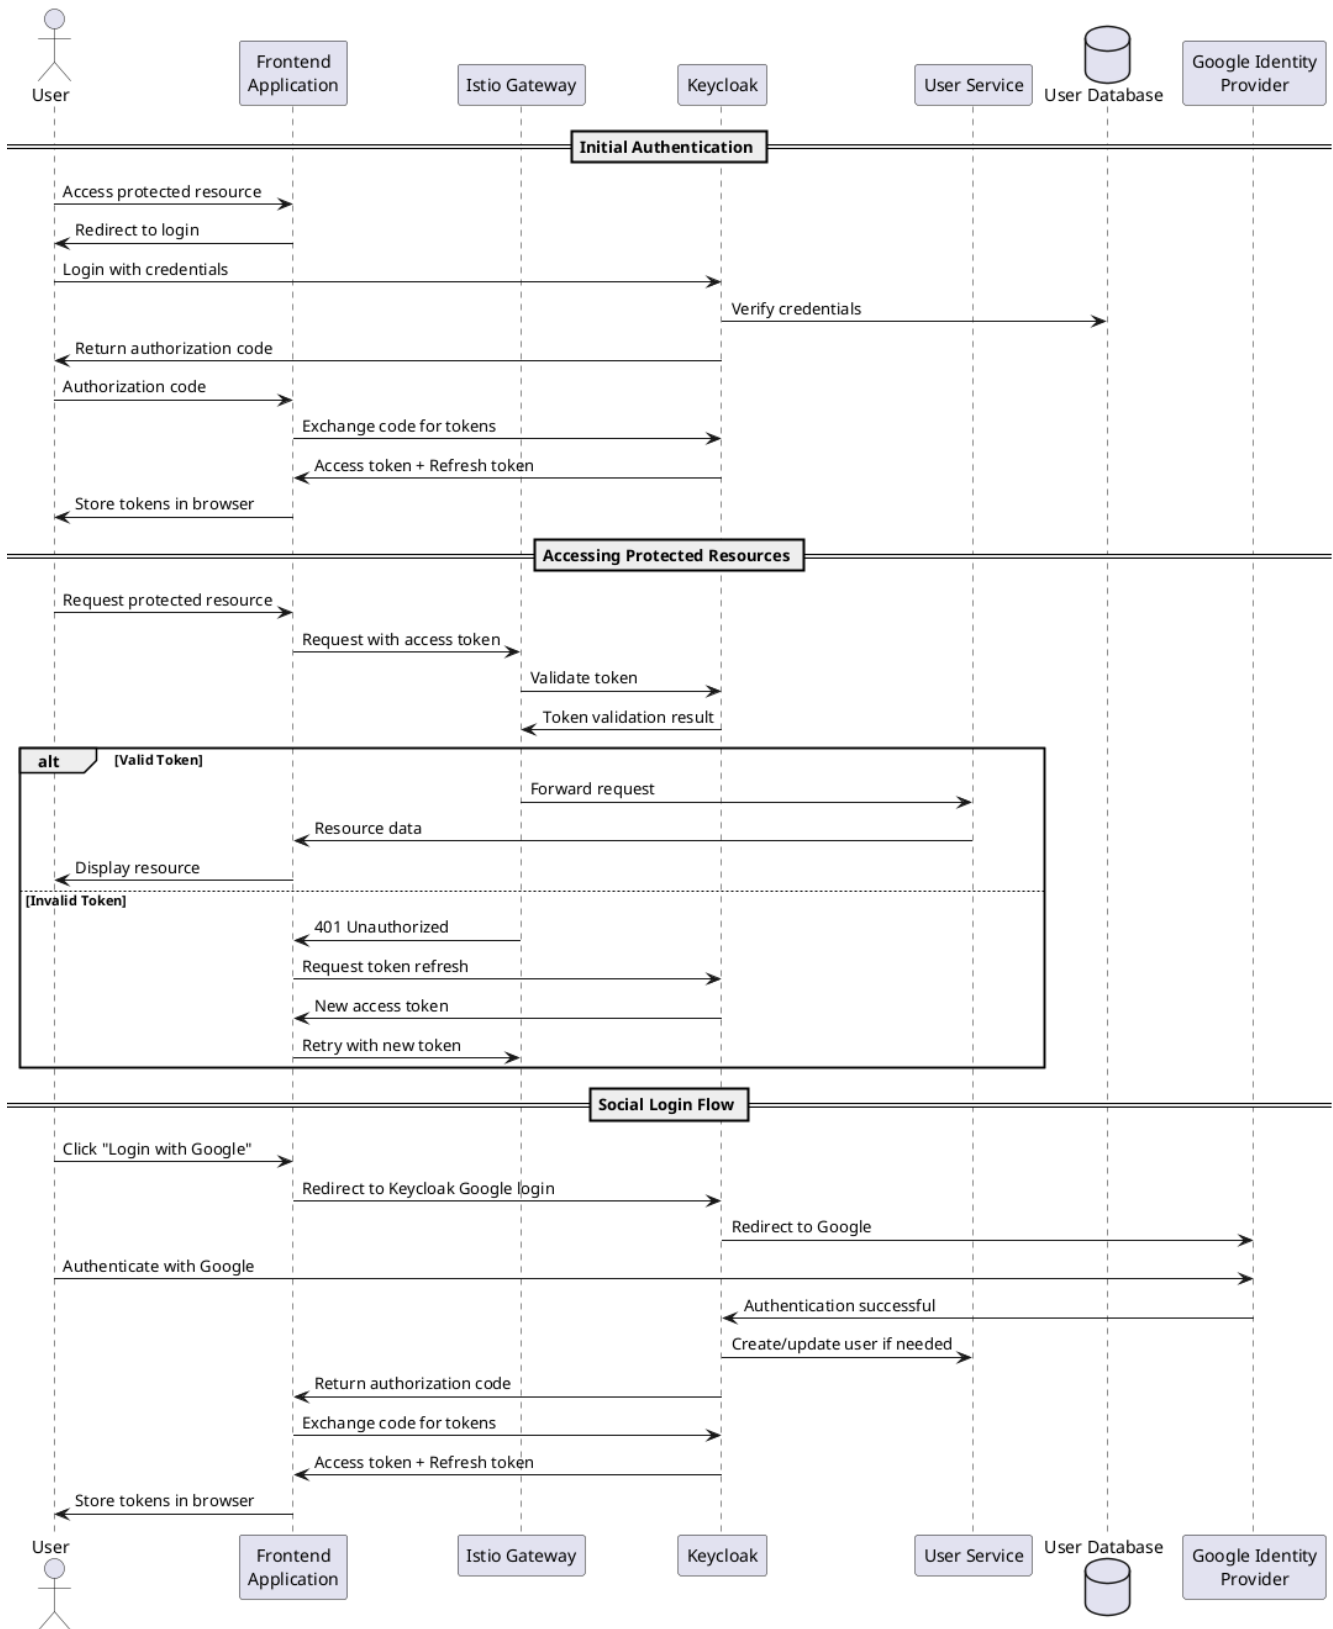 User
Frontend
Application
Istio Gateway
Keycloak
User Service
User Database
Google Identity
Provider
Initial Authentication
Access protected resource
Redirect to login
Login with credentials
Verify credentials
Return authorization code
Authorization code
Exchange code for tokens
Access token + Refresh token
Store tokens in browser
Accessing Protected Resources
Request protected resource
Request with access token
Validate token
Token validation result
alt
[Valid Token]
Forward request
Resource data
Display resource
[Invalid Token]
401 Unauthorized
Request token refresh
New access token
Retry with new token
Social Login Flow
Click "Login with Google"
Redirect to Keycloak Google login
Redirect to Google
Authenticate with Google
Authentication successful
Create/update user if needed
Return authorization code
Exchange code for tokens
Access token + Refresh token
Store tokens in browser
User
Frontend
Application
Istio Gateway
Keycloak
User Service
User Database
Google Identity
Provider